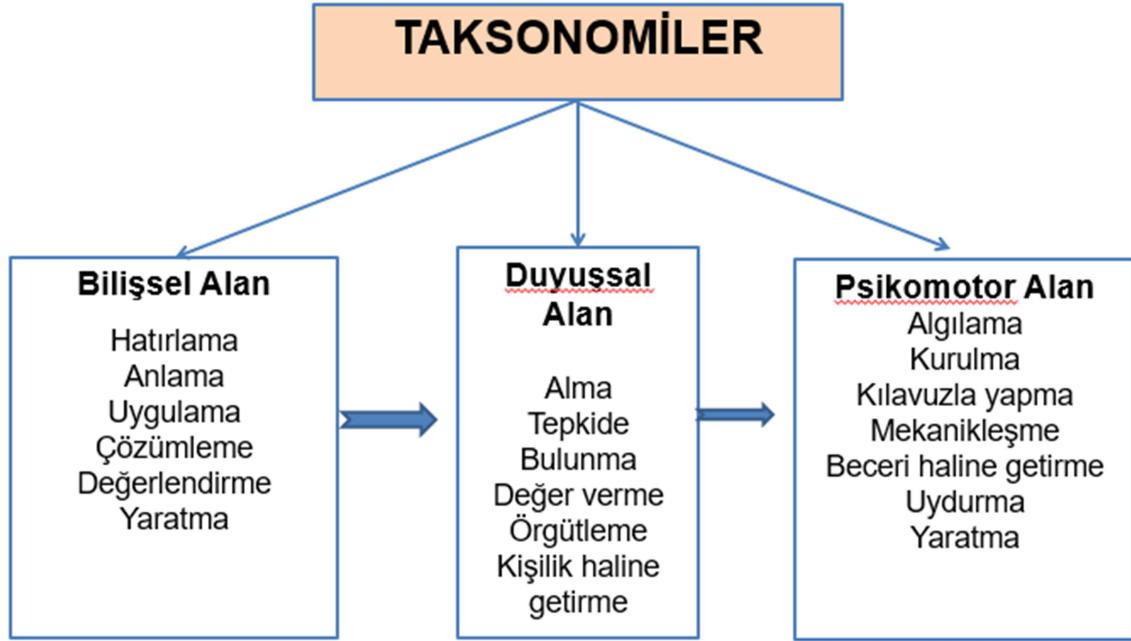 TAKSONOMİLER
Bilişsel Alan
Hatırlama
Anlama
Uygulama
Çözümleme
Değerlendirme
Yaratma
Duyuşsal
Alan
Alma
Tepkide
Bulunma
Değer verme
Örgütleme
Kişilik haline
getirme
Psikomotor Alan
Algılama
Kurulma
Kılavuzla yapma
Mekanikleşme
Beceri haline getirme
Uydurma
Yaratma